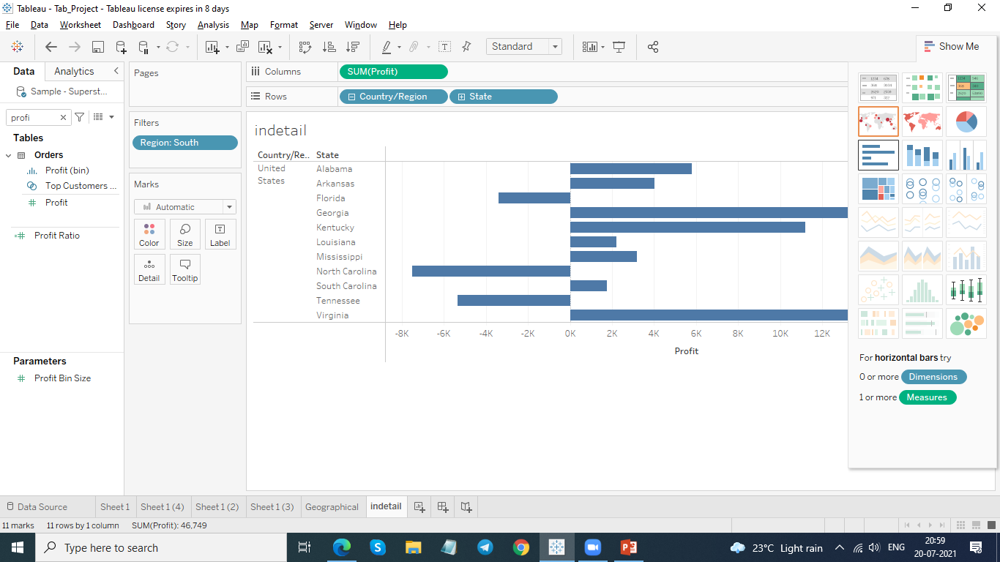 Tableau - Tab_Project - Tableau license expires in 8 days
File Data Worksheet Dashboard Story Analysis Map Format Server Window Help
Standard
Show Me
Data Analytics
Sample - Superst...
profi
Tables
Orders
Profit (bin)
Top Customers ...
Profit
Profit Ratio
Parameters
Profit Bin Size
Pages
Filters
Region: South
Marks
Automatic
Color Size Label
Detail Tooltip
Columns SUM(Profit)
Rows Country/Region State
indetail
Country/Re.. State
United States
Alabama
Arkansas
Florida
Georgia
Kentucky
Louisiana
Mississippi
North Carolina
South Carolina
Tennessee
Virginia
-8K -6K -4K -2K 0K 2K 4K 6K 8K 10K 12K
Profit
For horizontal bars try
0 or more Dimensions
1 or more Measures
Data Source Sheet 1 Sheet 1 (4) Sheet 1 (2) Sheet 1 (3) Geographical indetail
11 marks 11 rows by 1 column SUM(Profit): 46,749
Type here to search
23°C Light rain
ENG
20:59
20-07-2021